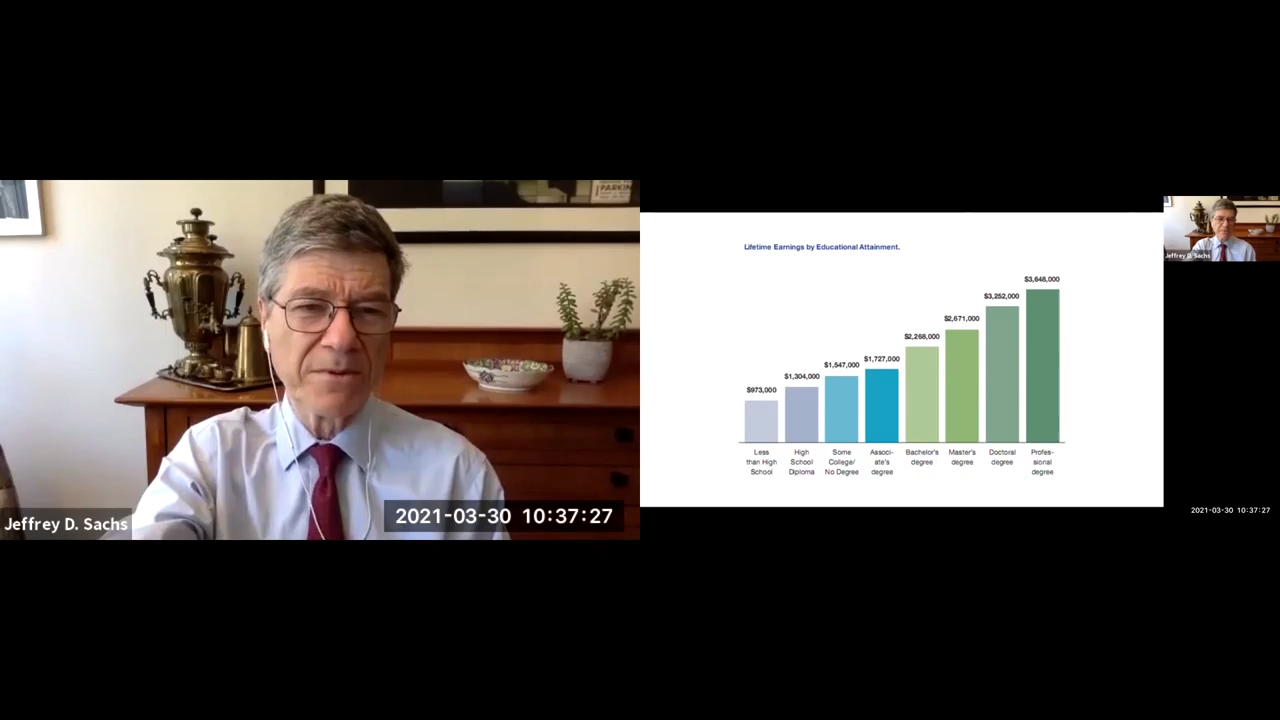 PARKIN
Jeffrey D. Sachs
2021-03-30 10:37:27
Lifetime Earnings by Educational Attainment.
$973,000
$1,304,000
$1,547,000
$1,727,000
$2,268,000
$2,671,000
$3,252,000
$3,648,000
Less
than High
School
High
School
Diploma
Some
College/
No Degree
Associ-
ate's
degree
Bachelor's
degree
Master's
degree
Doctoral
degree
Profes-
sional
degree
Jeffrey D. Sachs
2021-03-30 10:37:27